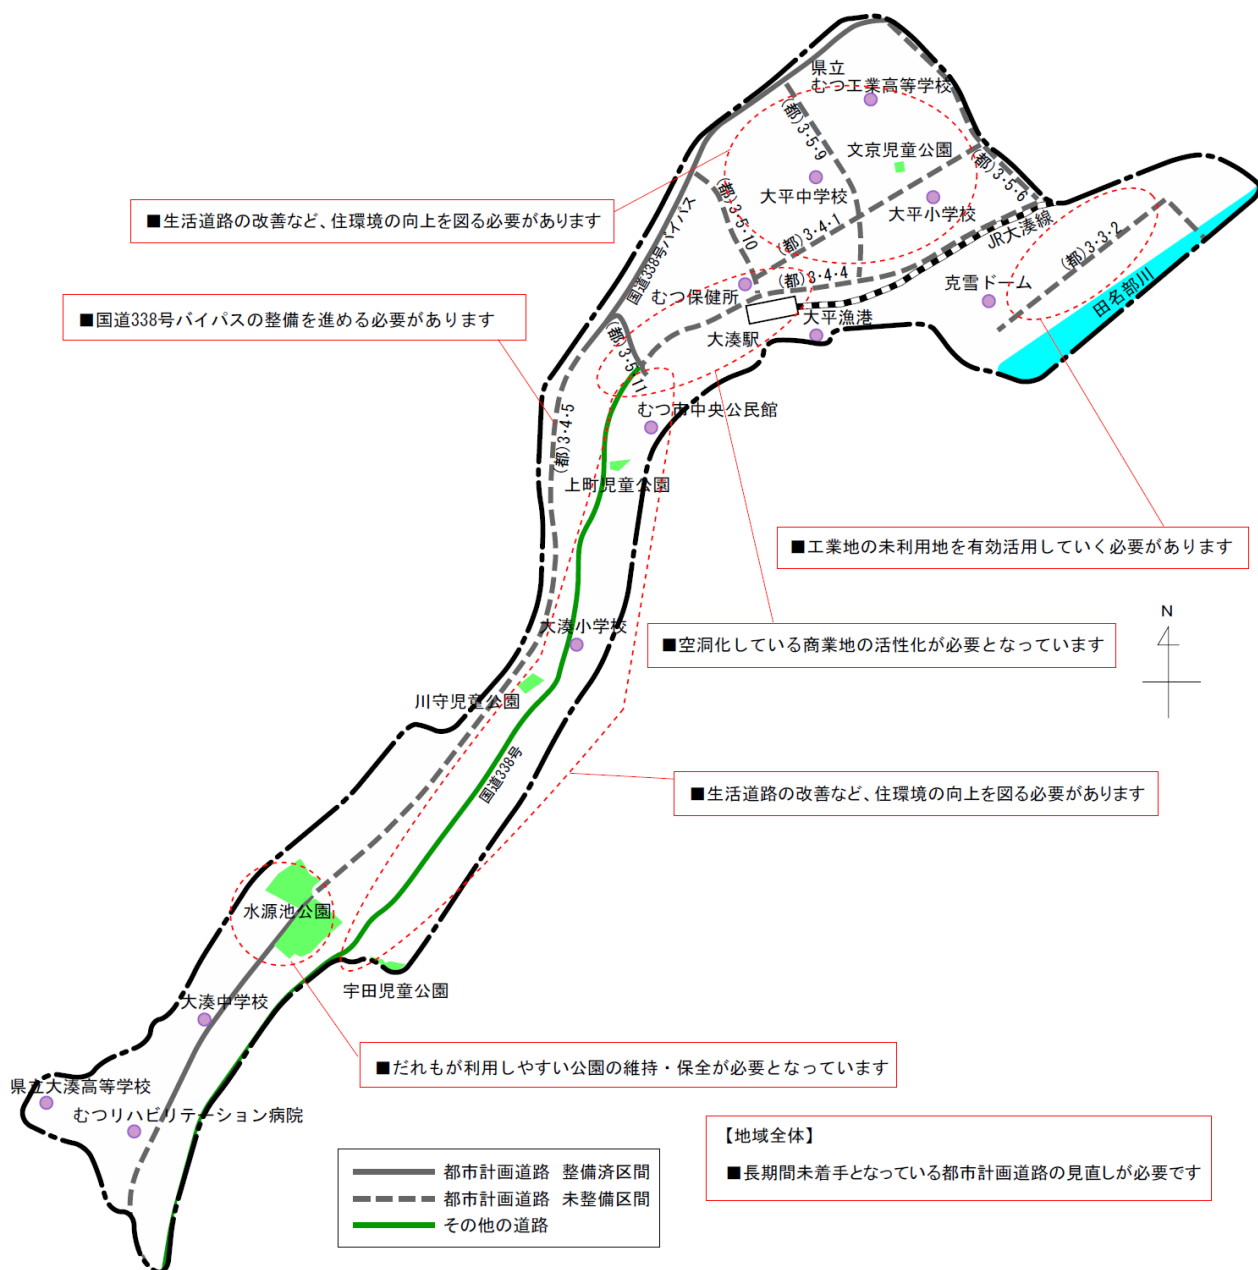 県立
むつ工業高等学校
(都)3・5・9
文京児童公園
(都)3・5・6
大平中学校
大平小学校
■生活道路の改善など、住環境の向上を図る必要があります
(都)3・5・10
(都)3・4・1
JR大湊線
(都)3・3・2
国道338号バイパス
(都)3・4・4
むつ保健所
克雪ドーム
田名部川
■国道338号バイパスの整備を進める必要があります
大平漁港
大湊駅
(都)3・5・11
むつ市中央公民館
(都)3・4・5
上町児童公園
■工業地の未利用地を有効活用していく必要があります
N
大湊小学校
■空洞化している商業地の活性化が必要となっています
川守児童公園
国道338号
■生活道路の改善など、住環境の向上を図る必要があります
水源池公園
宇田児童公園
大湊中学校
■だれもが利用しやすい公園の維持・保全が必要となっています
県立大湊高等学校
むつリハビリテーション病院
【地域全体】
■長期間未着手となっている都市計画道路の見直しが必要です
都市計画道路 整備済区間
都市計画道路 未整備区間
その他の道路